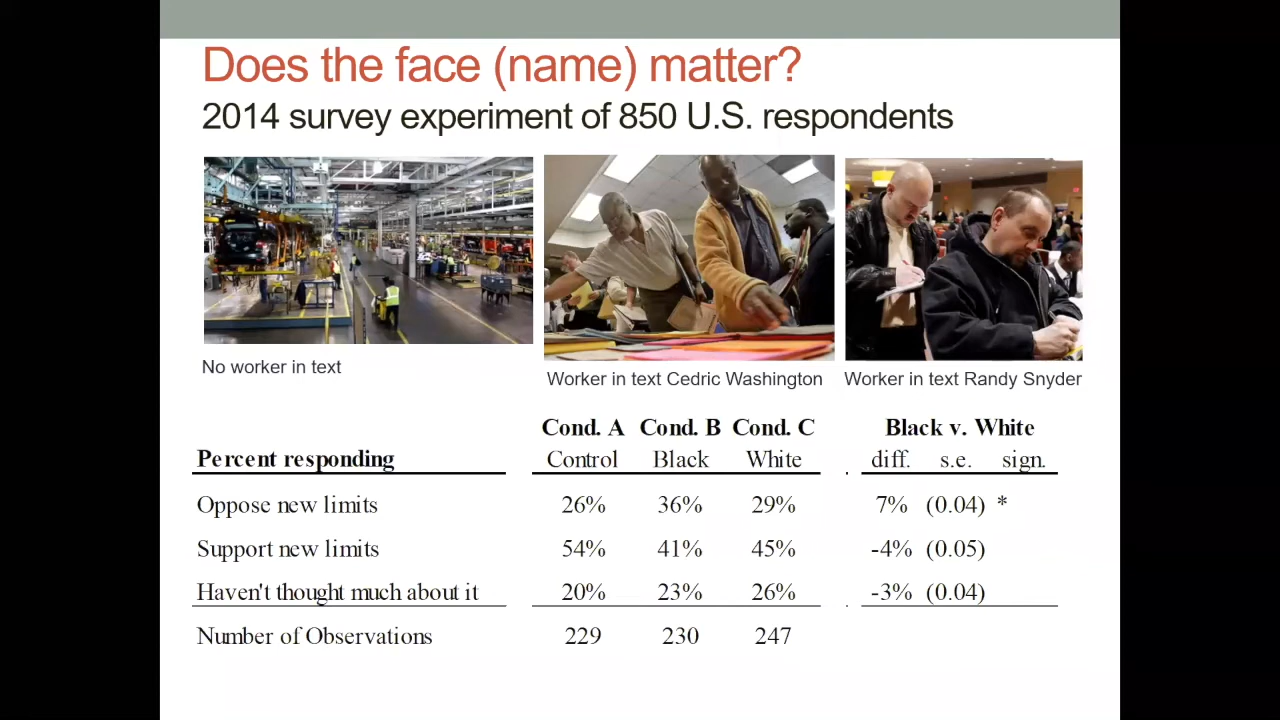 Does the face (name) matter?
2014 survey experiment of 850 U.S. respondents
No worker in text
Worker in text Cedric Washington
Worker in text Randy Snyder
Cond. A Cond. B Cond. C Black v. White
Percent responding Control Black White diff. s.e. sign.
Oppose new limits 26% 36% 29% 7% (0.04) *
Support new limits 54% 41% 45% -4% (0.05)
Haven't thought much about it 20% 23% 26% -3% (0.04)
Number of Observations 229 230 247